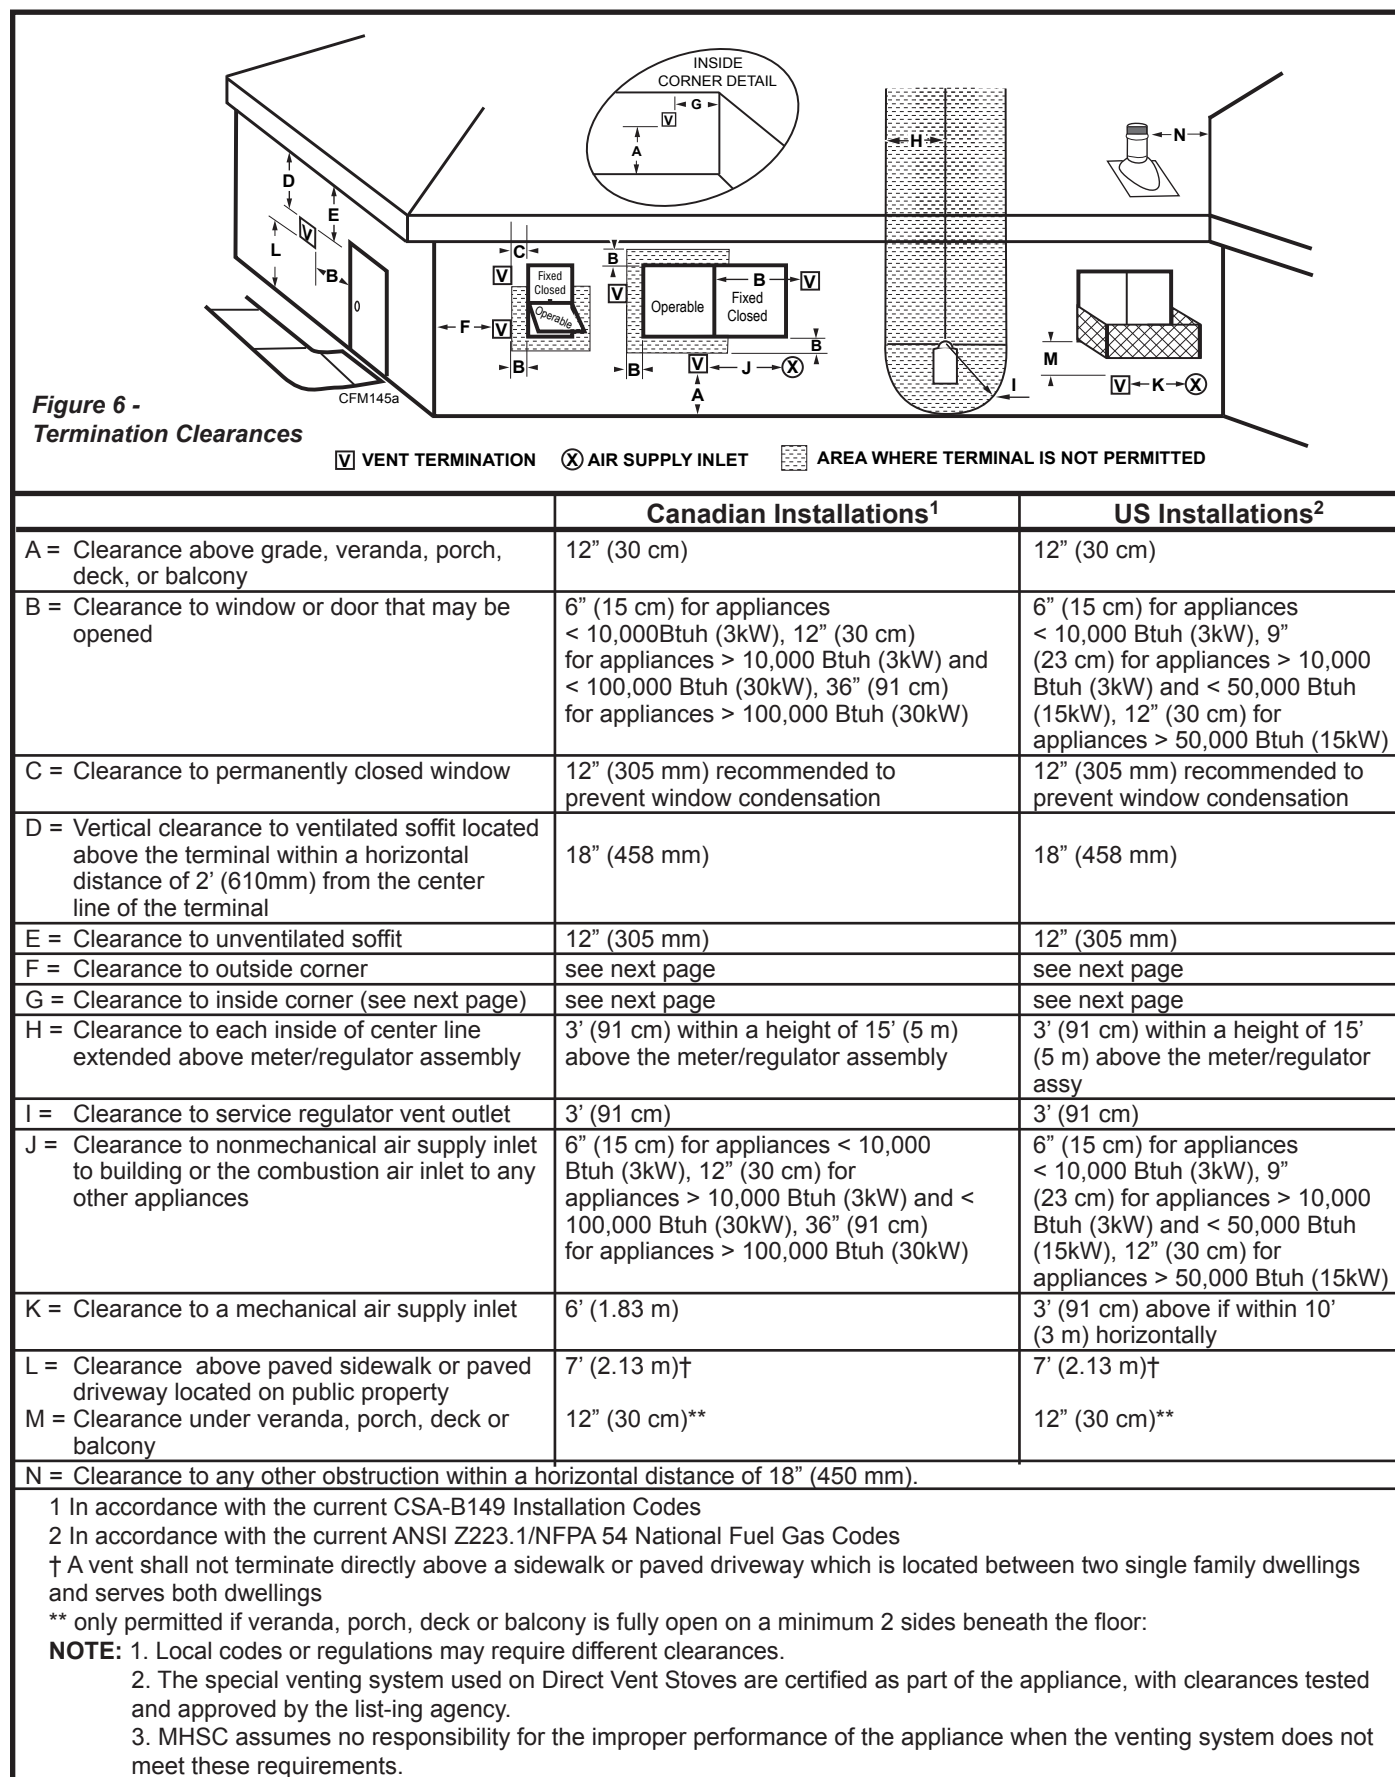 INSIDE
CORNER DETAIL
G
V
A
H
N
D
E
V
L
B
C
V
Fixed
Closed
Operable
F
V
B
B
V
Operable
B
V
Fixed
Closed
B
B
V
J
X
A
I
M
V
K
X
CFM145a
Figure 6 -
Termination Clearances
V VENT TERMINATION X AIR SUPPLY INLET AREA WHERE TERMINAL IS NOT PERMITTED
Canadian Installations¹ US Installations²
A = Clearance above grade, veranda, porch,
deck, or balcony
12” (30 cm)
12” (30 cm)
B = Clearance to window or door that may be
opened
6” (15 cm) for appliances
< 10,000Btuh (3kW), 12” (30 cm)
for appliances > 10,000 Btuh (3kW) and
< 100,000 Btuh (30kW), 36” (91 cm)
for appliances > 100,000 Btuh (30kW)
6” (15 cm) for appliances
< 10,000 Btuh (3kW), 9”
(23 cm) for appliances > 10,000
Btuh (3kW) and < 50,000 Btuh
(15kW), 12” (30 cm) for
appliances > 50,000 Btuh (15kW)
C = Clearance to permanently closed window
12” (305 mm) recommended to
prevent window condensation
12” (305 mm) recommended to
prevent window condensation
D = Vertical clearance to ventilated soffit located
above the terminal within a horizontal
distance of 2’ (610mm) from the center
line of the terminal
18” (458 mm)
18” (458 mm)
E = Clearance to unventilated soffit
12” (305 mm)
12” (305 mm)
F = Clearance to outside corner
see next page
see next page
G = Clearance to inside corner (see next page)
see next page
see next page
H = Clearance to each inside of center line
extended above meter/regulator assembly
3’ (91 cm) within a height of 15’ (5 m)
above the meter/regulator assembly
3’ (91 cm) within a height of 15’
(5 m) above the meter/regulator
assy
I = Clearance to service regulator vent outlet
3’ (91 cm)
3’ (91 cm)
J = Clearance to nonmechanical air supply inlet
to building or the combustion air inlet to any
other appliances
6” (15 cm) for appliances < 10,000
Btuh (3kW), 12” (30 cm) for
appliances > 10,000 Btuh (3kW) and <
100,000 Btuh (30kW), 36” (91 cm)
for appliances > 100,000 Btuh (30kW)
6” (15 cm) for appliances
< 10,000 Btuh (3kW), 9”
(23 cm) for appliances > 10,000
Btuh (3kW) and < 50,000 Btuh
(15kW), 12” (30 cm) for
appliances > 50,000 Btuh (15kW)
K = Clearance to a mechanical air supply inlet
6’ (1.83 m)
3’ (91 cm) above if within 10’
(3 m) horizontally
L = Clearance above paved sidewalk or paved
driveway located on public property
7’ (2.13 m)†
7’ (2.13 m)†
M = Clearance under veranda, porch, deck or
balcony
12” (30 cm)**
12” (30 cm)**
N = Clearance to any other obstruction within a horizontal distance of 18” (450 mm).
1 In accordance with the current CSA-B149 Installation Codes
2 In accordance with the current ANSI Z223.1/NFPA 54 National Fuel Gas Codes
† A vent shall not terminate directly above a sidewalk or paved driveway which is located between two single family dwellings
and serves both dwellings
** only permitted if veranda, porch, deck or balcony is fully open on a minimum 2 sides beneath the floor:
NOTE: 1. Local codes or regulations may require different clearances.
2. The special venting system used on Direct Vent Stoves are certified as part of the appliance, with clearances tested
and approved by the list-ing agency.
3. MHSC assumes no responsibility for the improper performance of the appliance when the venting system does not
meet these requirements.